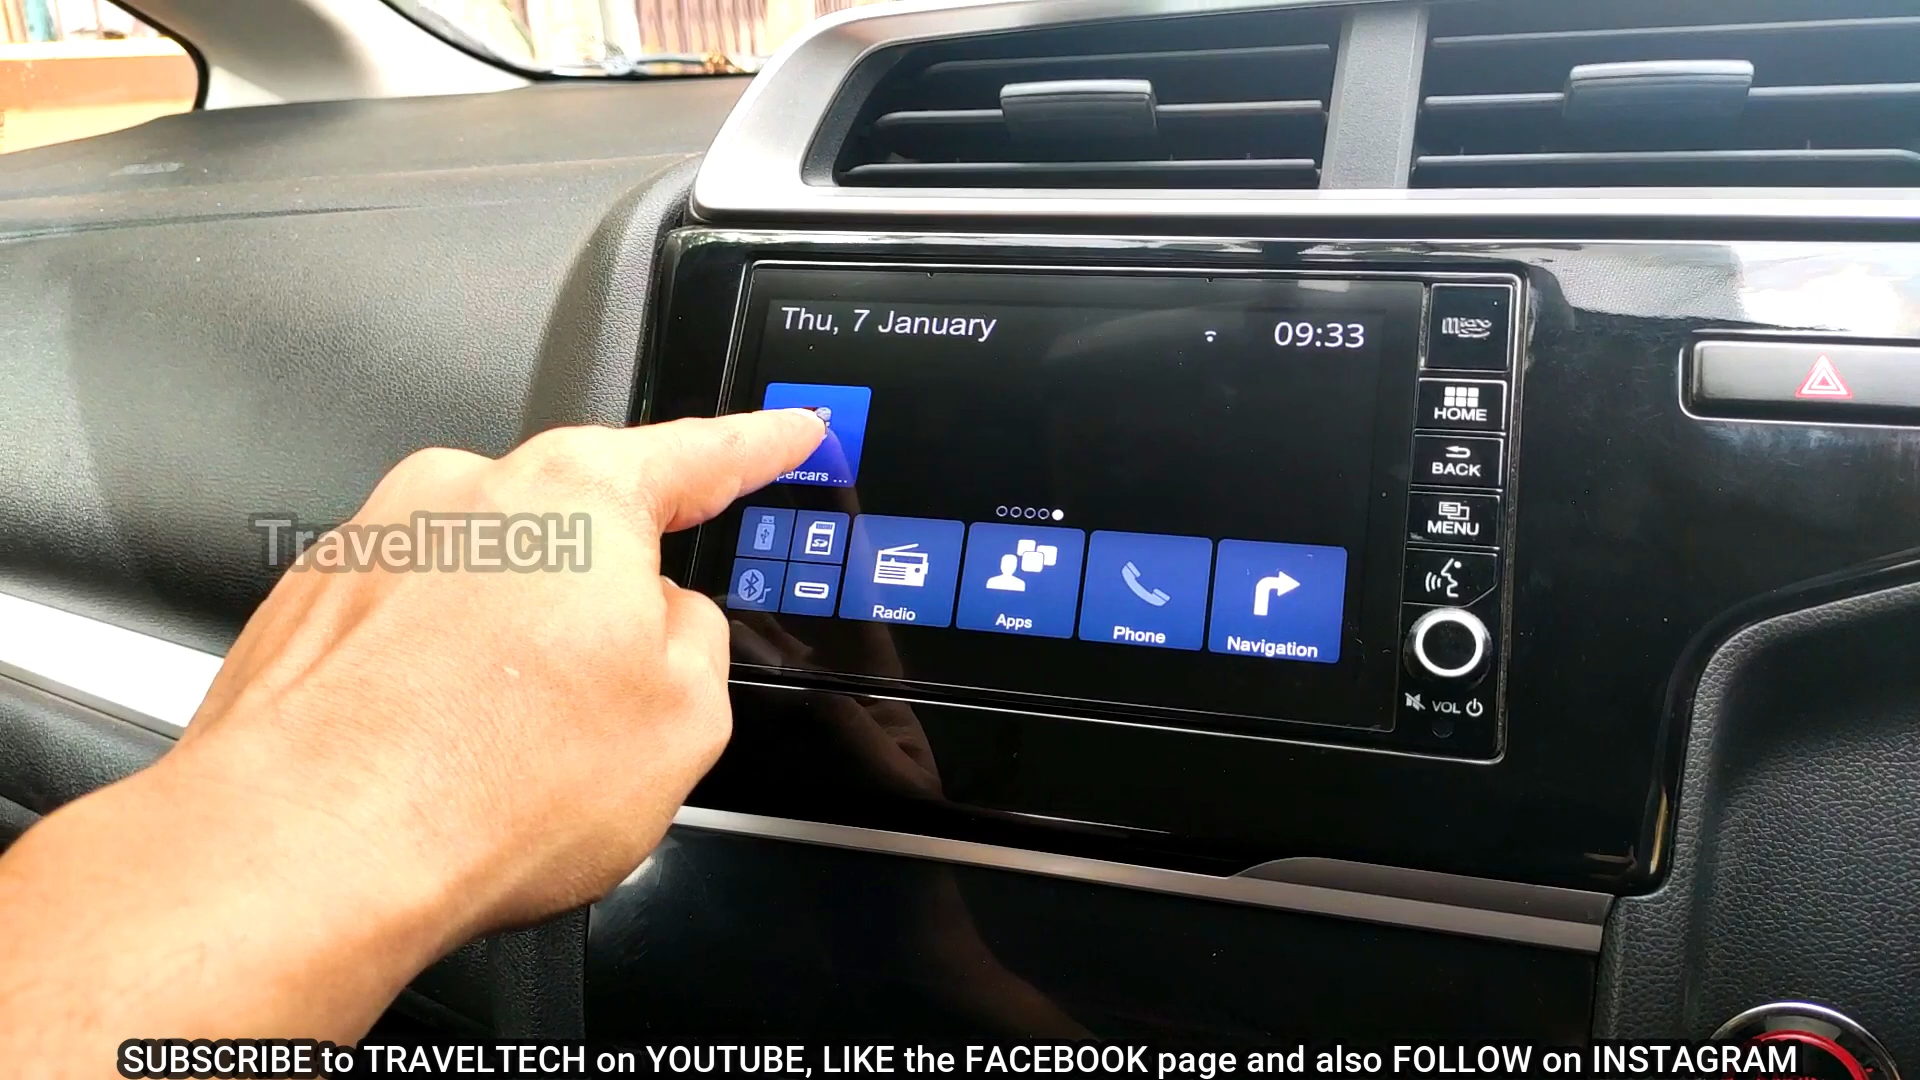 Thu, 7 January
09:33
HOME
BACK
MENU
VOL
percars ...
Radio
Apps
Phone
Navigation
TravelTECH
SUBSCRIBE to TRAVELTECH on YOUTUBE, LIKE the FACEBOOK page and also FOLLOW on INSTAGRAM